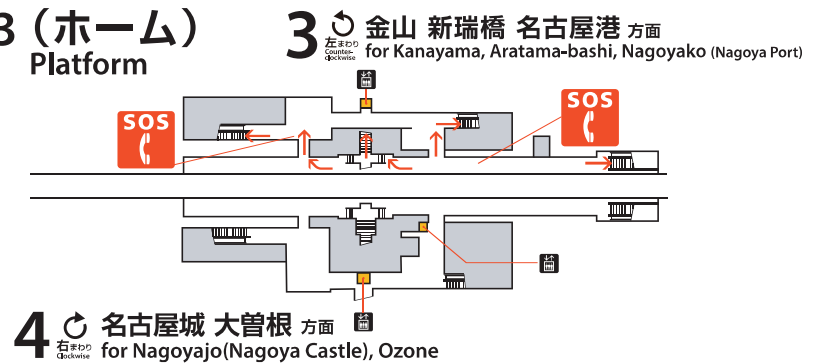 3（ホーム）
Platform
3 左まわり Counter-clockwise 金山 新瑞橋 名古屋港 方面
for Kanayama, Aratama-bashi, Nagoyako (Nagoya Port)
SOS
SOS
4 右まわり Clockwise 名古屋城 大曽根 方面
for Nagoyajo(Nagoya Castle), Ozone